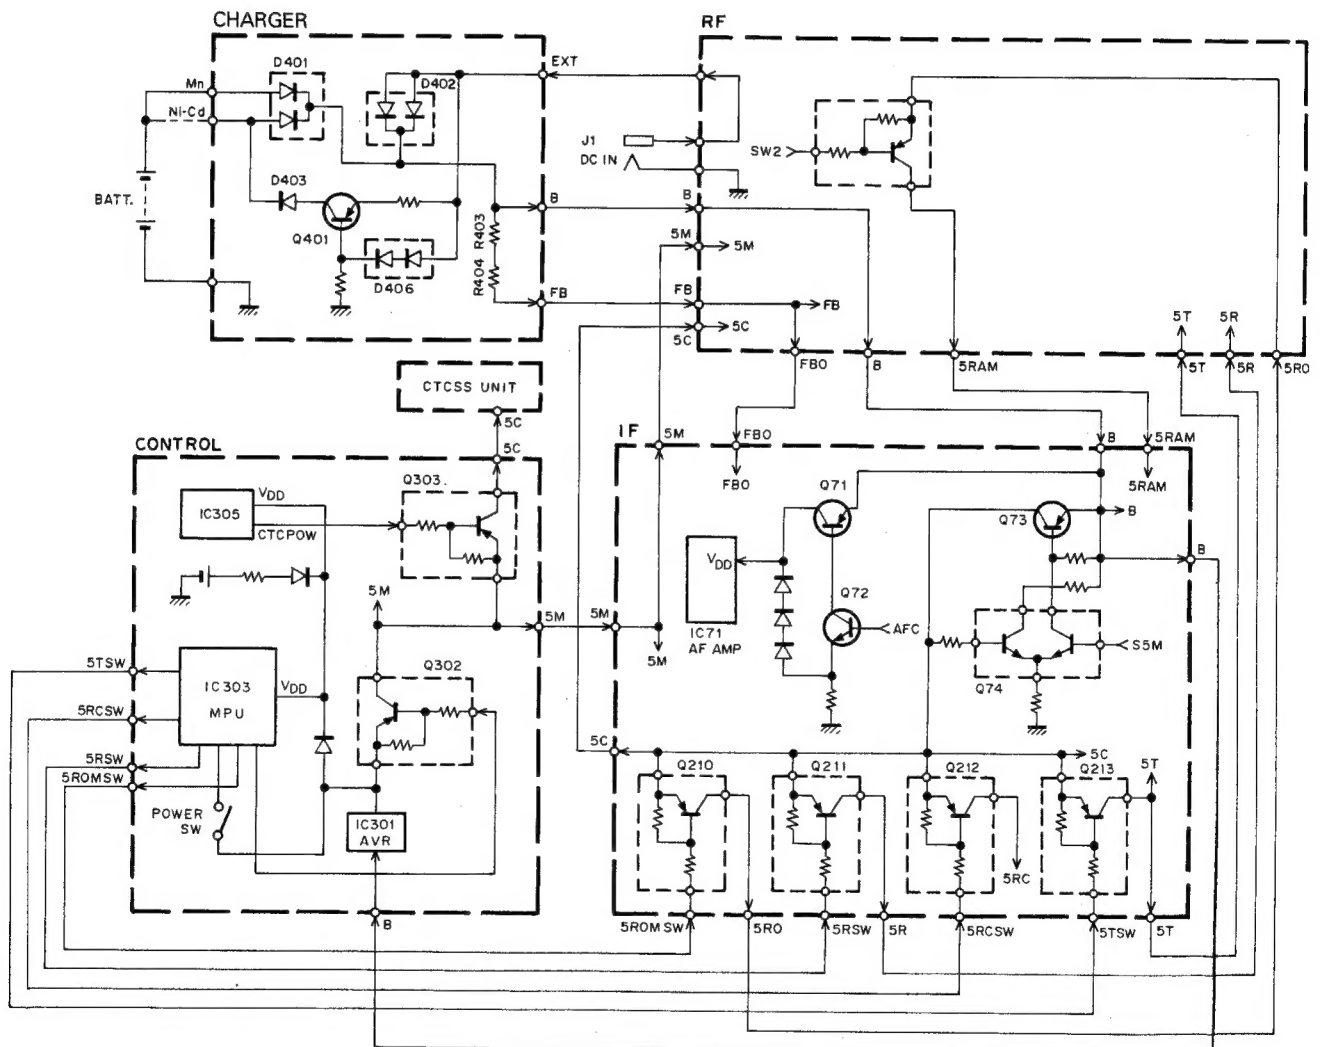 CHARGER
RF
D401
EXT
Mn
D402
Ni-Cd
J1
DC IN
SW2
BATT.
D403
B
B
Q401
R403
5M
5M
D406
R404
FB
FB
FB
5C
5C
5T
5R
FBO
B
5RAM
5T
5R
5RO
CTCSS UNIT
5C
IF
CONTROL
5C
5M
FBO
B
5RAM
Q303.
FBO
5RAM
VDD
Q71
IC305
CTCPOW
Q73
B
VDD
B
Q72
5M
5M
5M
IC71
AF AMP
AFC
S5M
5M
5TSW
Q302
Q74
IC303
MPU
VDD
5RCSW
5C
5C
5RSW
Q210
Q211
Q212
Q213
5T
5ROMSW
POWER
SW
IC301
AVR
5RC
B
5ROMSW
5RO
5RSW
5R
5RCSW
5TSW
5T